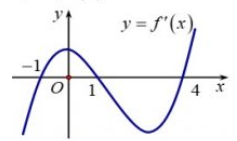 y y = f'(x)
-1
O 1 4 x